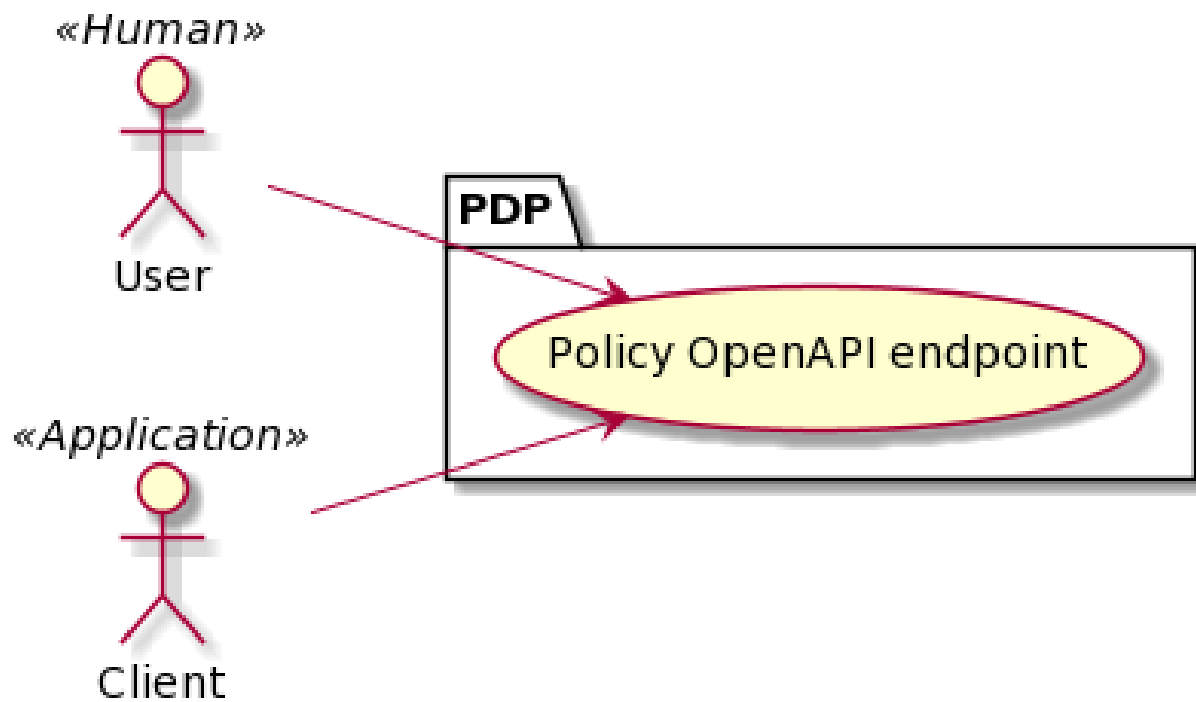 «Human»
User
PDP
Policy OpenAPI endpoint
«Application»
Client